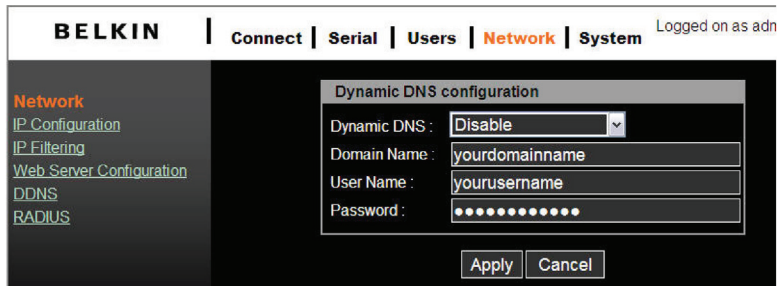 BELKIN | Connect | Serial | Users | Network | System Logged on as adn
Network
IP Configuration
IP Filtering
Web Server Configuration
DDNS
RADIUS
Dynamic DNS configuration
Dynamic DNS : Disable
Domain Name : yourdomainname
User Name : yourusername
Password : ●●●●●●●●●●●●
Apply Cancel